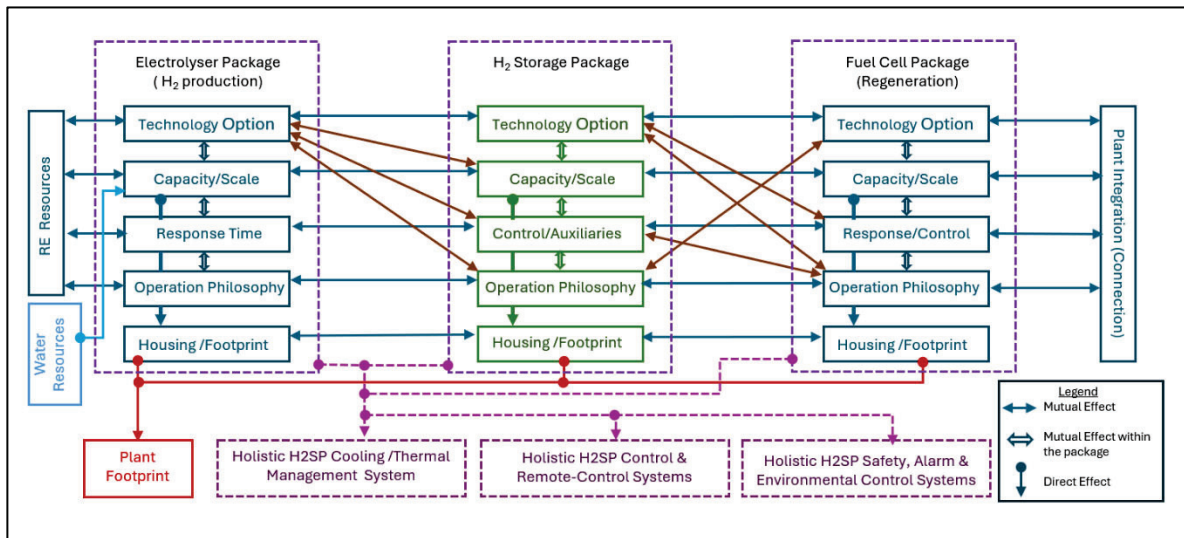 Electrolyser Package
( H₂ production)
H₂ Storage Package
Fuel Cell Package
(Regeneration)
RE Resources
Water
Resources
Technology Option
Capacity/Scale
Response Time
Operation Philosophy
Housing /Footprint
Technology Option
Capacity/Scale
Control/Auxiliaries
Operation Philosophy
Housing /Footprint
Technology Option
Capacity/Scale
Response/Control
Operation Philosophy
Housing /Footprint
Plant Integration (Connection)
Plant
Footprint
Holistic H2SP Cooling /Thermal
Management System
Holistic H2SP Control &
Remote-Control Systems
Holistic H2SP Safety, Alarm &
Environmental Control Systems
Legend
Mutual Effect
Mutual Effect within
the package
Direct Effect